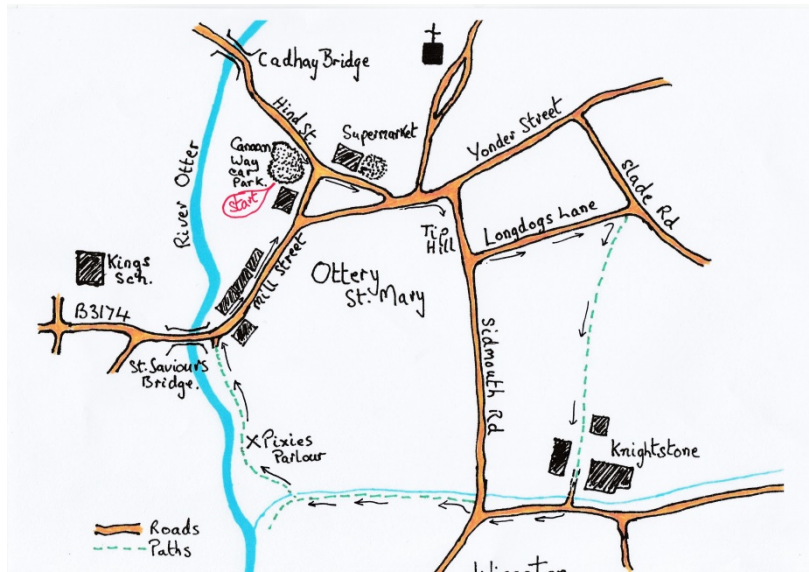 Cadhay Bridge
Hind St.
Supermarket
Canaan
Way
car
Park.
Start
River Otter
Yonder Street
Slade Rd
Tip
Hill
Longdogs Lane
Kings
Sch.
Mill Street
Ottery
St. Mary
B3174
St. Saviours
Bridge.
Sidmouth Rd
X Pixies
Parlour
Knightstone
Roads
Paths